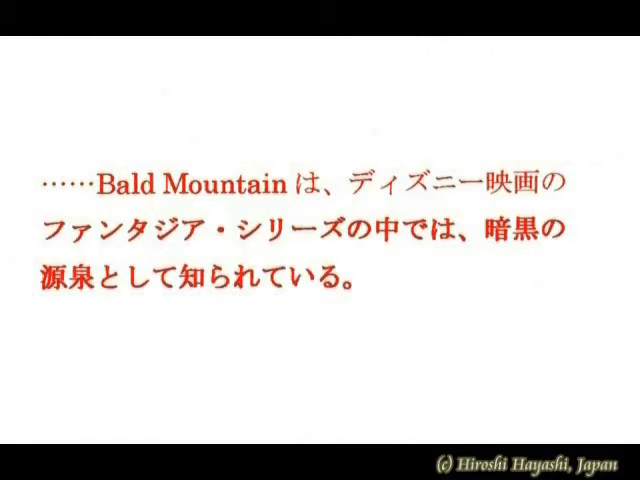 ……Bald Mountain は、ディズニー映画の
ファンタジア・シリーズの中では、暗黒の
源泉として知られている。
(c) Hiroshi Hayashi, Japan